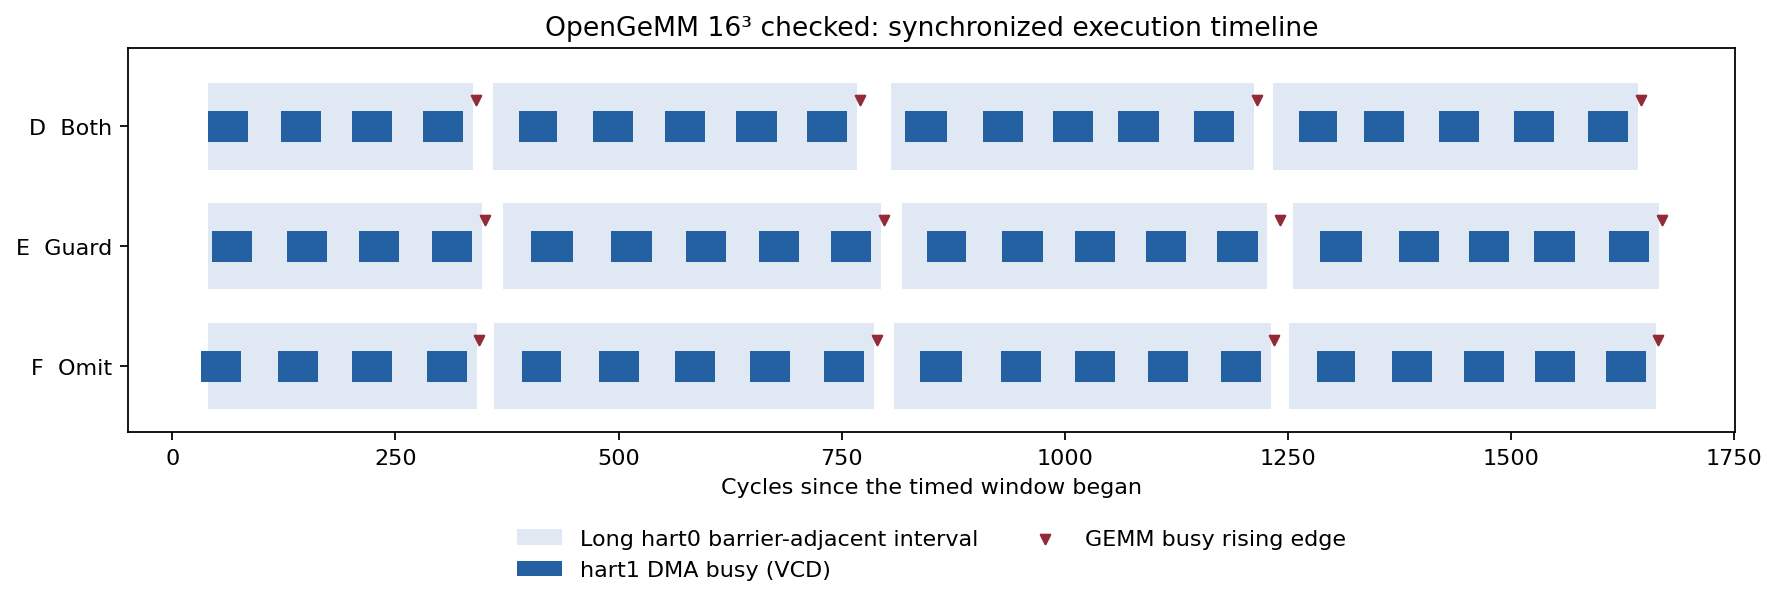 OpenGeMM 16³ checked: synchronized execution timeline
D  Both
E  Guard
F  Omit
0 250 500 750 1000 1250 1500 1750
Cycles since the timed window began
Long hart0 barrier-adjacent interval
hart1 DMA busy (VCD)
GEMM busy rising edge